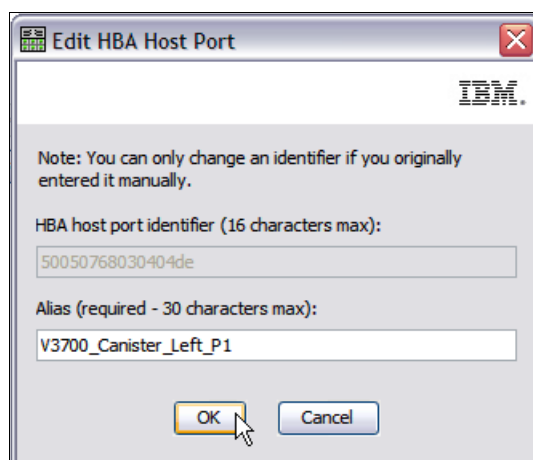 Edit HBA Host Port
IBM.
Note: You can only change an identifier if you originally
entered it manually.
HBA host port identifier (16 characters max):
50050768030404de
Alias (required - 30 characters max):
V3700_Canister_Left_P1
OK
Cancel